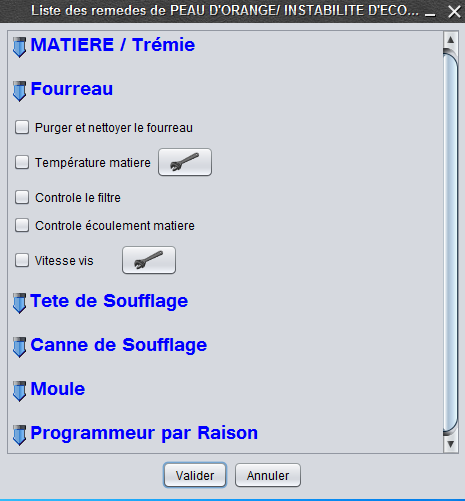 Liste des remedes de PEAU D'ORANGE/ INSTABILITE D'ECO...
MATIERE / Trémie
Fourreau
Purger et nettoyer le fourreau
Température matiere
Controle le filtre
Controle écoulement matiere
Vitesse vis
Tete de Soufflage
Canne de Soufflage
Moule
Programmeur par Raison
Valider
Annuler